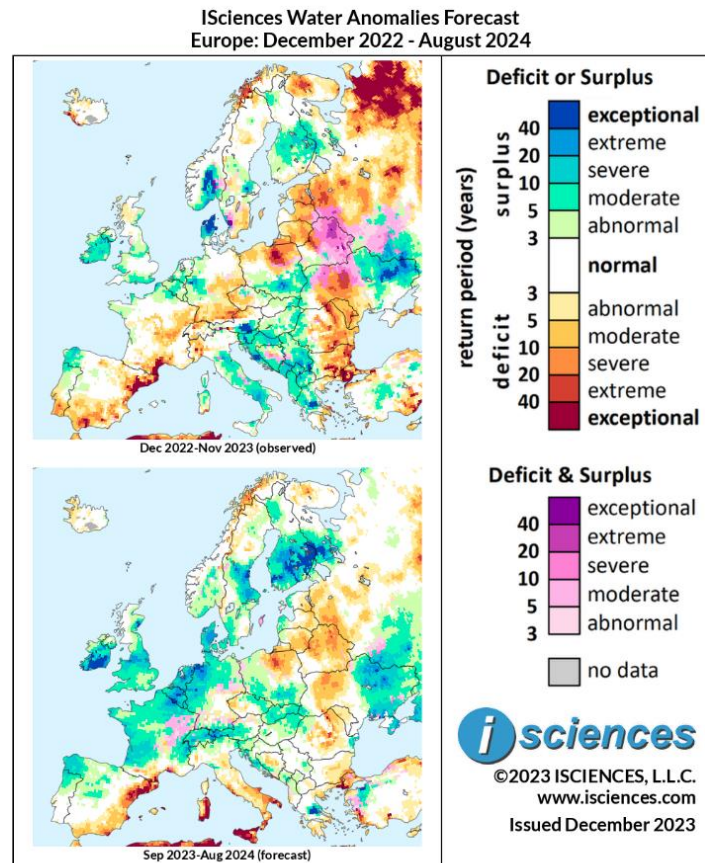 ISciences Water Anomalies Forecast
Europe: December 2022 - August 2024
Dec 2022-Nov 2023 (observed)
Sep 2023-Aug 2024 (forecast)
Deficit or Surplus
return period (years)
surplus
deficit
40
20
10
5
3
3
5
10
20
40
exceptional
extreme
severe
moderate
abnormal
normal
abnormal
moderate
severe
extreme
exceptional
Deficit & Surplus
40
20
10
5
3
exceptional
extreme
severe
moderate
abnormal
no data
i sciences
©2023 ISCIENCES, L.L.C.
www.isciences.com
Issued December 2023